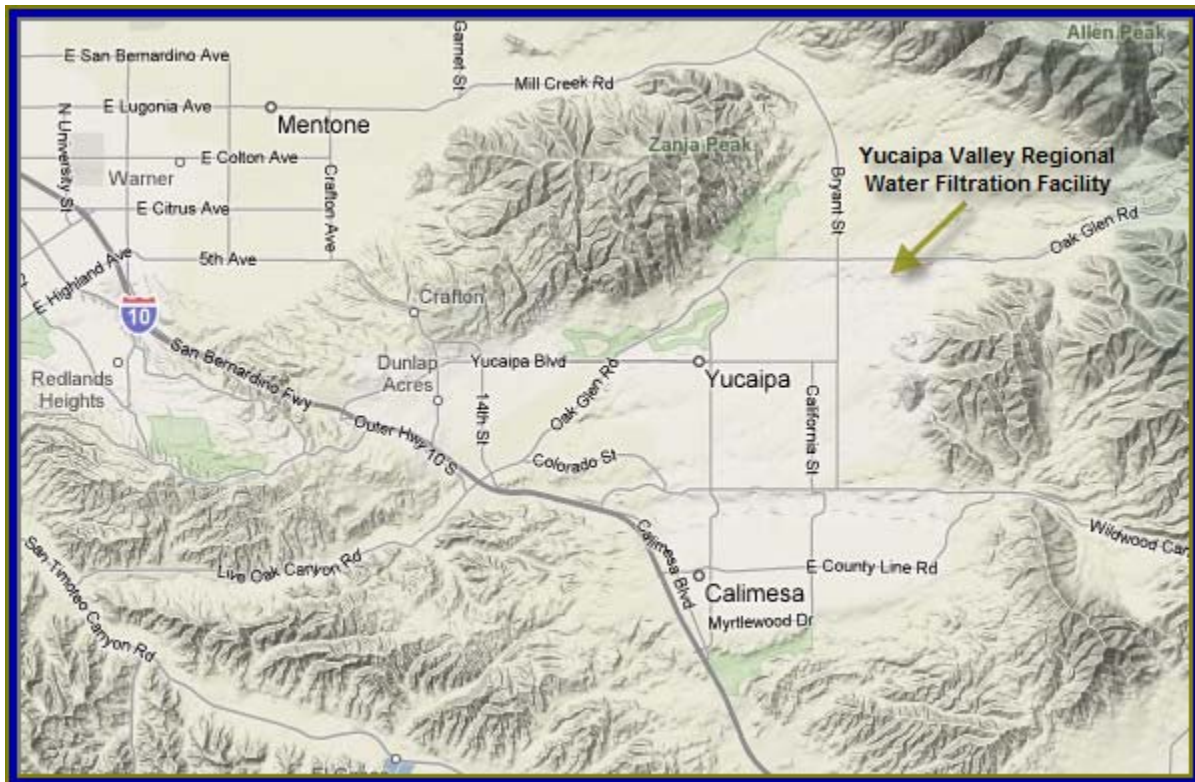 Allen Peak
E San Bernardino Ave
Garnet St
Mill Creek Rd
E Lugonia Ave
Mentone
N University St
E Colton Ave
Warner
Crafton Ave
Zanja Peak
Yucaipa Valley Regional
Water Filtration Facility
Bryant St
E Citrus Ave
5th Ave
Oak Glen Rd
E Highland Ave
Crafton
10
San Bernardino Fwy
Redlands
Heights
Dunlap
Acres
Yucaipa Blvd
Yucaipa
Oak Glen Rd
14th St
California St
Outer Hwy 10 S
Colorado St
Calimesa Blvd
Wildwood Can
Live Oak Canyon Rd
E County Line Rd
Calimesa
Myrtlewood Dr
San Timoteo Canyon Rd